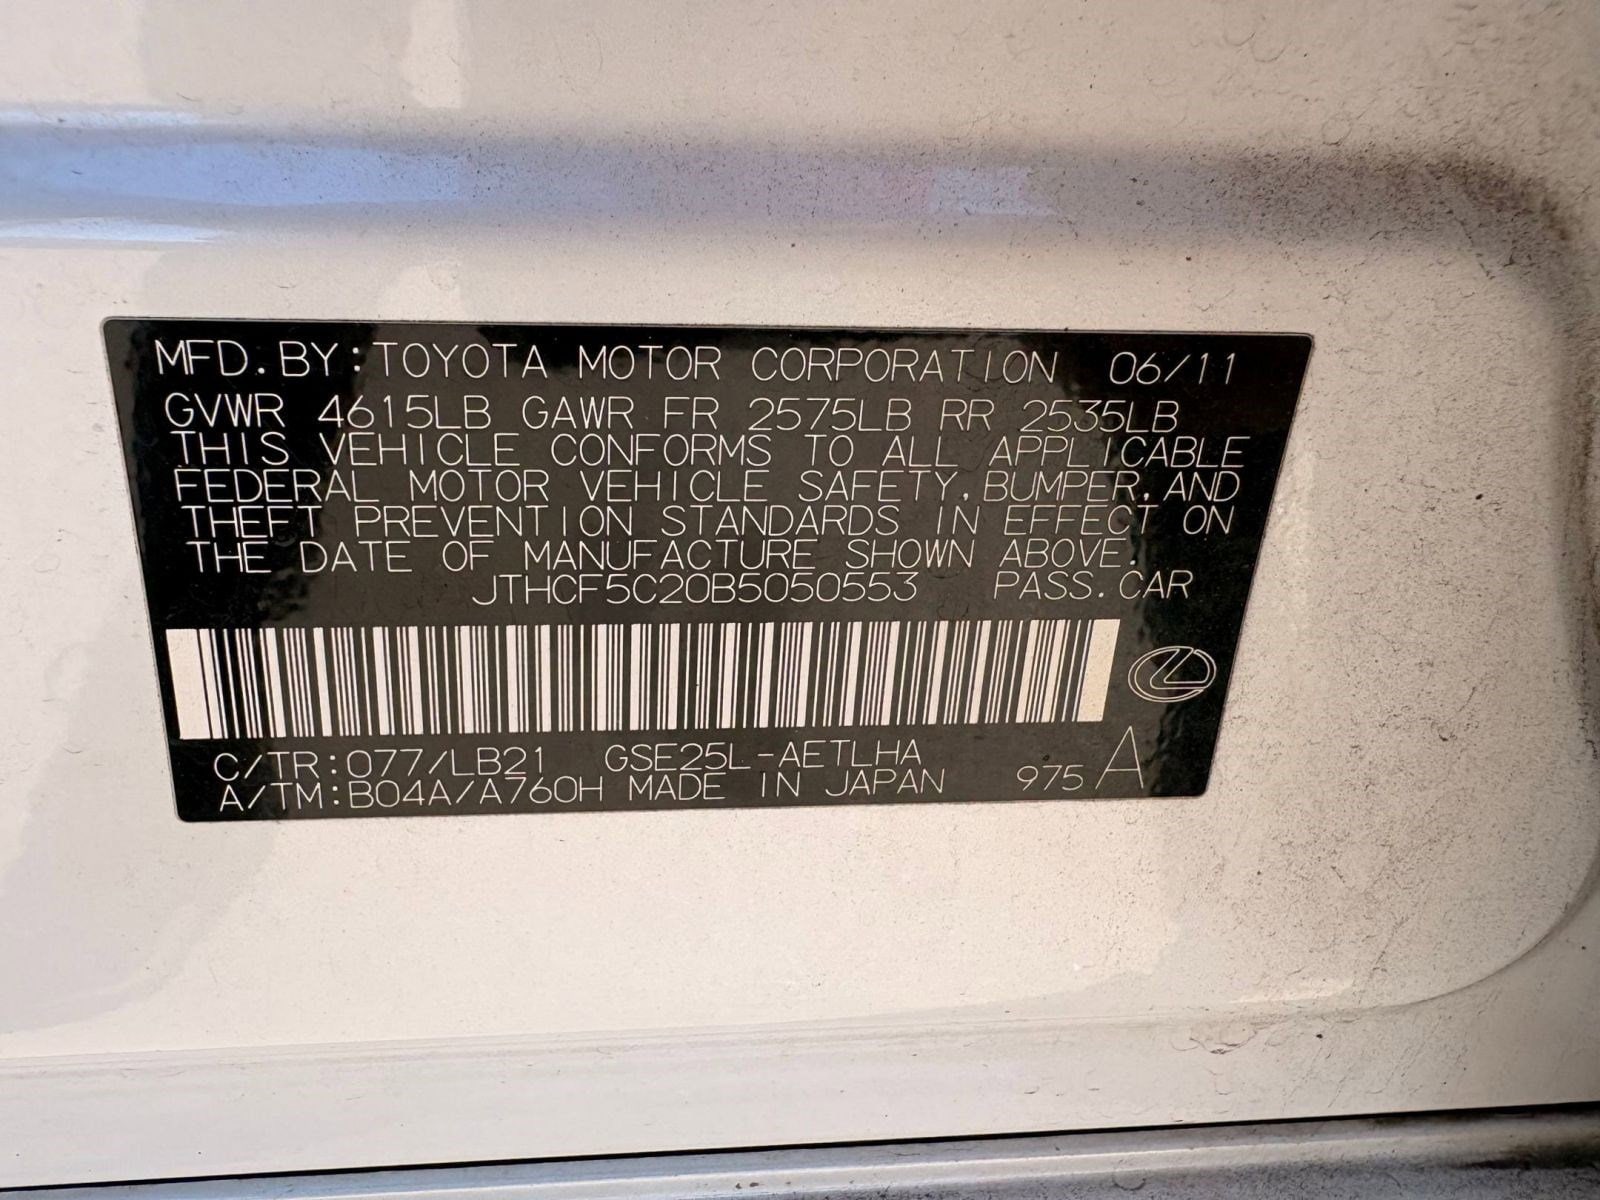 MFD. BY: TOYOTA MOTOR CORPORATION 06/11
GVWR 4615LB GAWR FR 2575LB RR 2535LB
THIS VEHICLE CONFORMS TO ALL APPLICABLE
FEDERAL MOTOR VEHICLE SAFETY, BUMPER, AND
THEFT PREVENTION STANDARDS IN EFFECT ON
THE DATE OF MANUFACTURE SHOWN ABOVE.
JTHCF5C20B5050553 PASS. CAR
C/TR: 077/LB21 GSE25L-AETLHA
A/TM: B04A/A760H MADE IN JAPAN 975 A